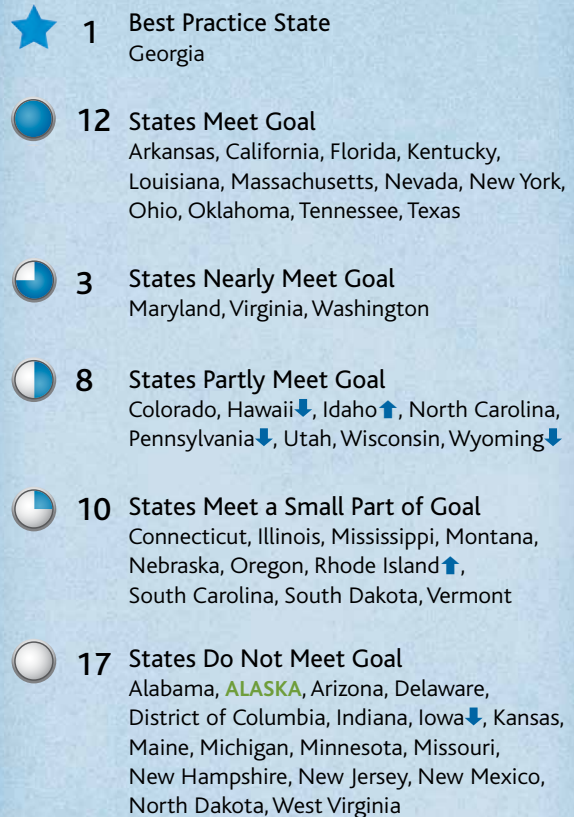 1 Best Practice State
Georgia
12 States Meet Goal
Arkansas, California, Florida, Kentucky,
Louisiana, Massachusetts, Nevada, New York,
Ohio, Oklahoma, Tennessee, Texas
3 States Nearly Meet Goal
Maryland, Virginia, Washington
8 States Partly Meet Goal
Colorado, Hawaii⬇, Idaho⬆, North Carolina,
Pennsylvania⬇, Utah, Wisconsin, Wyoming⬇
10 States Meet a Small Part of Goal
Connecticut, Illinois, Mississippi, Montana,
Nebraska, Oregon, Rhode Island⬆,
South Carolina, South Dakota, Vermont
17 States Do Not Meet Goal
Alabama, ALASKA, Arizona, Delaware,
District of Columbia, Indiana, Iowa⬇, Kansas,
Maine, Michigan, Minnesota, Missouri,
New Hampshire, New Jersey, New Mexico,
North Dakota, West Virginia